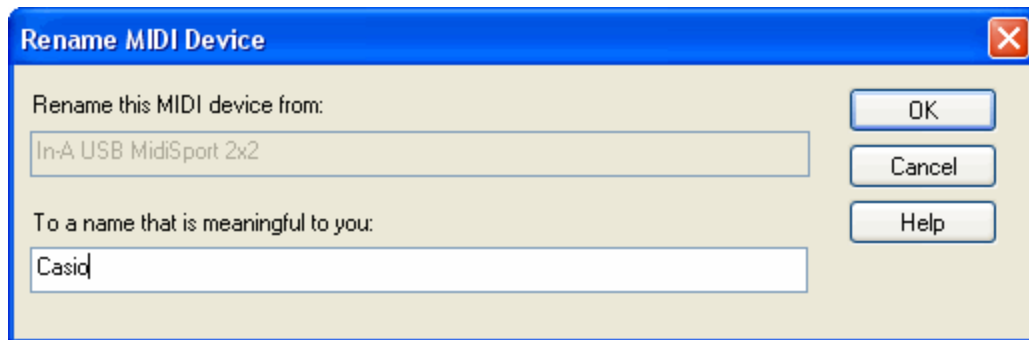 Rename MIDI Device
Rename this MIDI device from:
In-A USB MidiSport 2x2
To a name that is meaningful to you:
Casio
OK
Cancel
Help